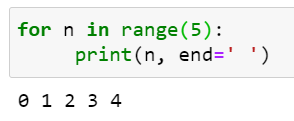 for n in range(5):
    print(n, end=' ')
0 1 2 3 4